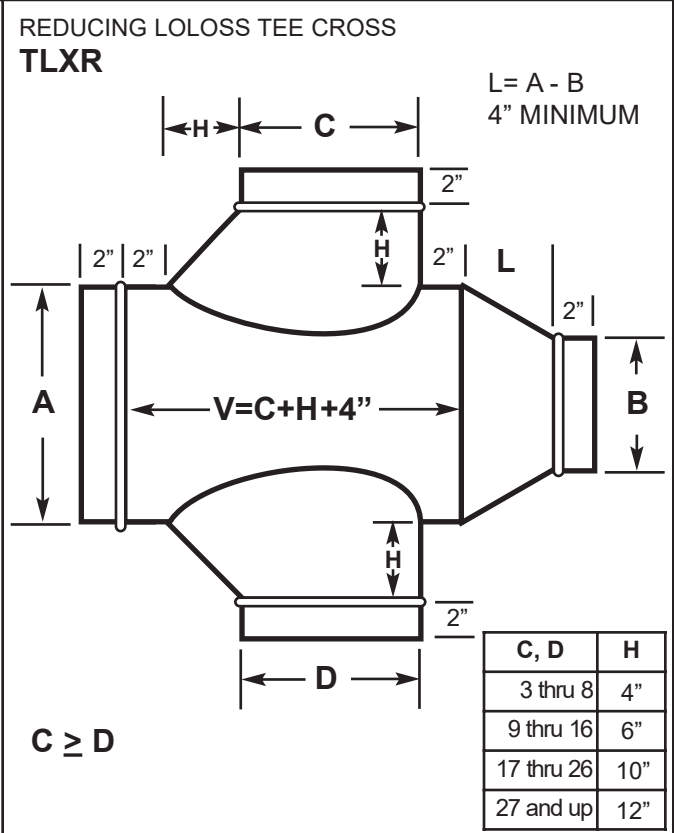 REDUCING LOLOSS TEE CROSS
TLXR
L= A - B
4” MINIMUM
H
C
2”
H
2” 2”
2”
L
2”
A
V=C+H+4”
B
H
2”
D
C ≥ D
C, D H
3 thru 8 4”
9 thru 16 6”
17 thru 26 10”
27 and up 12”